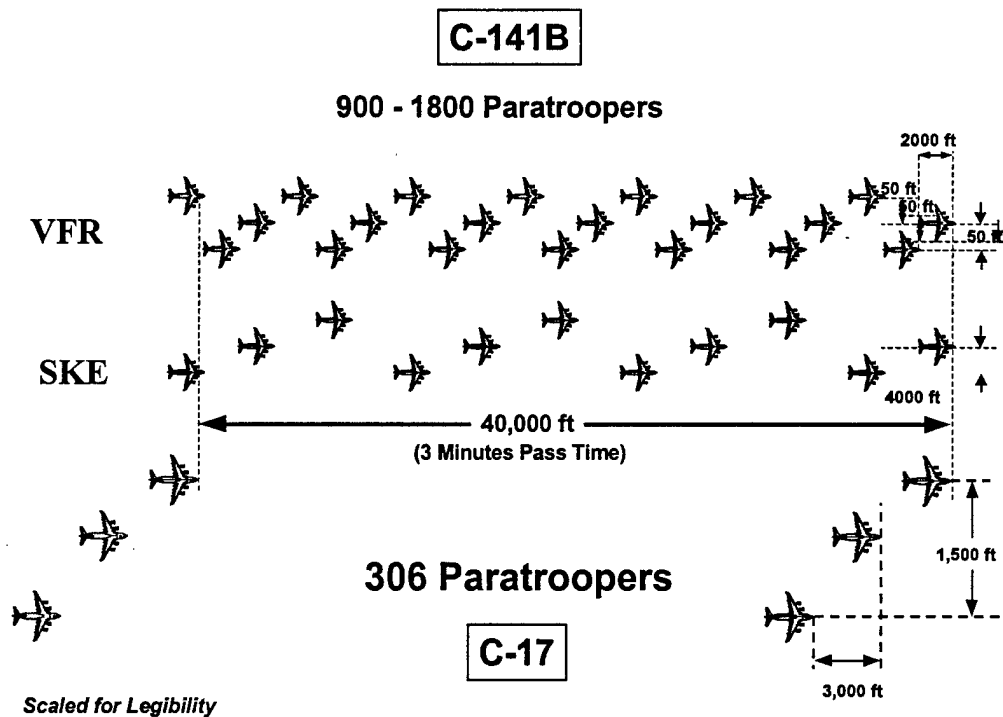 C-141B
900 - 1800 Paratroopers
2000 ft
50 ft
50 ft
VFR
50 ft
SKE
4000 ft
40,000 ft
(3 Minutes Pass Time)
1,500 ft
306 Paratroopers
C-17
3,000 ft
Scaled for Legibility